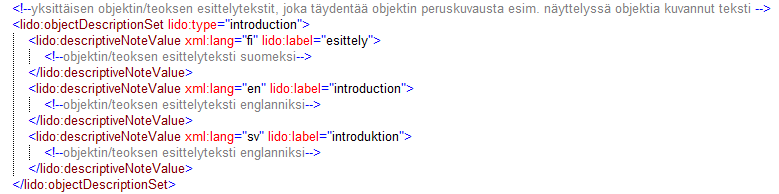 <!--yksittäisen objektin/teoksen esittelytekstit, joka täydentää objektin peruskuvausta esim. näyttelyssä objektia kuvannut teksti -->
<lido:objectDescriptionSet lido:type="introduction">
<lido:descriptiveNoteValue xml:lang="fi" lido:label="esittely">
<!--objektin/teoksen esittelyteksti suomeksi-->
</lido:descriptiveNoteValue>
<lido:descriptiveNoteValue xml:lang="en" lido:label="introduction">
<!--objektin/teoksen esittelyteksti englanniksi-->
</lido:descriptiveNoteValue>
<lido:descriptiveNoteValue xml:lang="sv" lido:label="introduktion">
<!--objektin/teoksen esittelyteksti englanniksi-->
</lido:descriptiveNoteValue>
</lido:objectDescriptionSet>